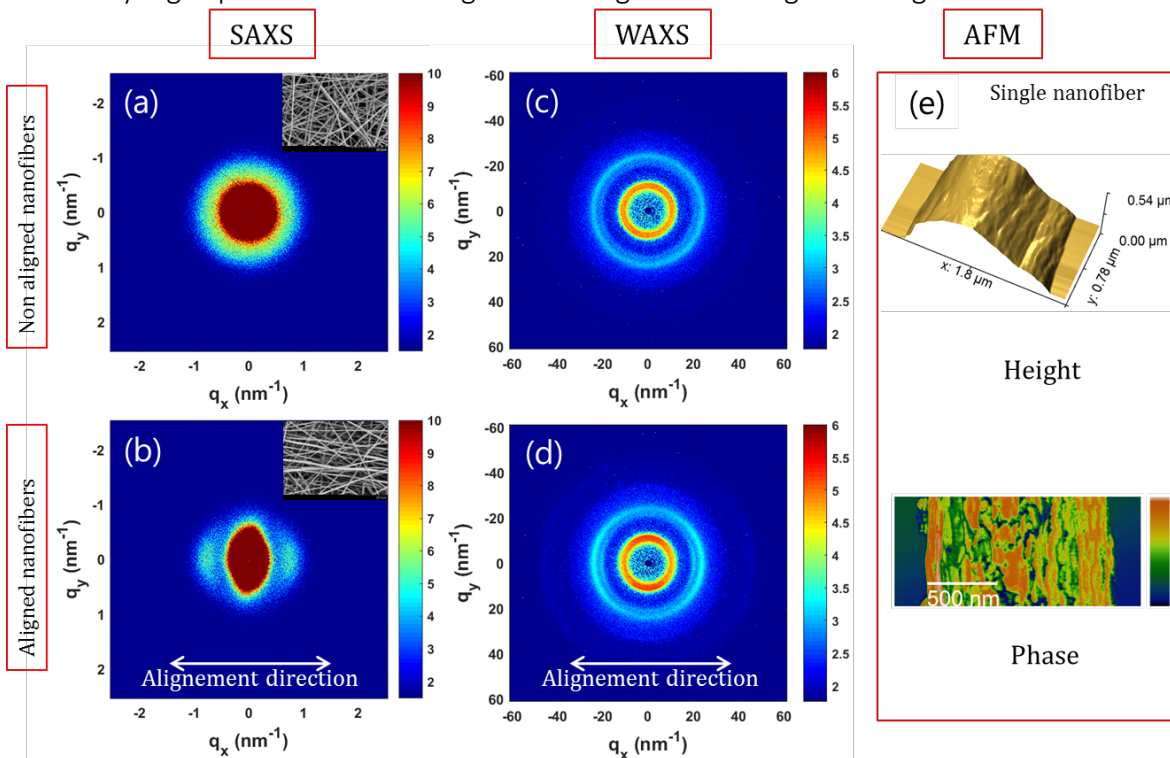 SAXS
WAXS
AFM
Non aligned nanofibers
(a)
-2
-1
0
1
2
q_y (nm⁻¹)
-2 -1 0 1 2
q_x (nm⁻¹)
10
9
8
7
6
5
4
3
2
(c)
-60
-40
-20
0
20
40
60
q_y (nm⁻¹)
-60 -40 -20 0 20 40 60
q_x (nm⁻¹)
6
5.5
5
4.5
4
3.5
3
2.5
2
(e)
Single nanofiber
0.54 µm
0.00 µm
x: 1.8 µm
y: 0.78 µm
Height
Aligned nanofibers
(b)
-2
-1
0
1
2
q_y (nm⁻¹)
Alignement direction
-2 -1 0 1 2
q_x (nm⁻¹)
10
9
8
7
6
5
4
3
2
(d)
-60
-40
-20
0
20
40
60
q_y (nm⁻¹)
Alignement direction
-60 -40 -20 0 20 40 60
q_x (nm⁻¹)
6
5.5
5
4.5
4
3.5
3
2.5
2
500 nm
Phase